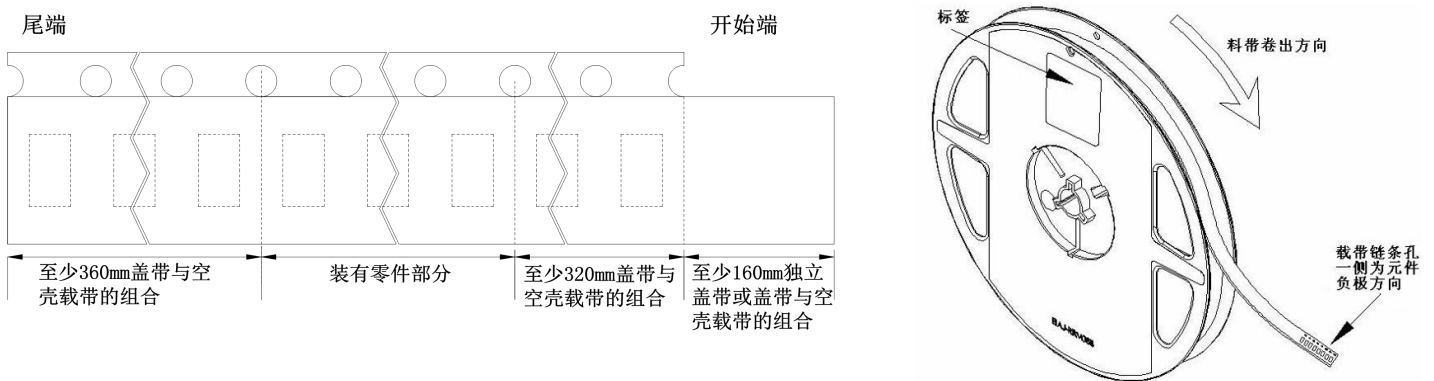 尾端
开始端
至少360mm盖带与空
壳载带的组合
装有零件部分
至少320mm盖带与
空壳载带的组合
至少160mm独立
盖带或盖带与空
壳载带的组合
标签
料带卷出方向
载带链条孔
一侧为元件
负极方向